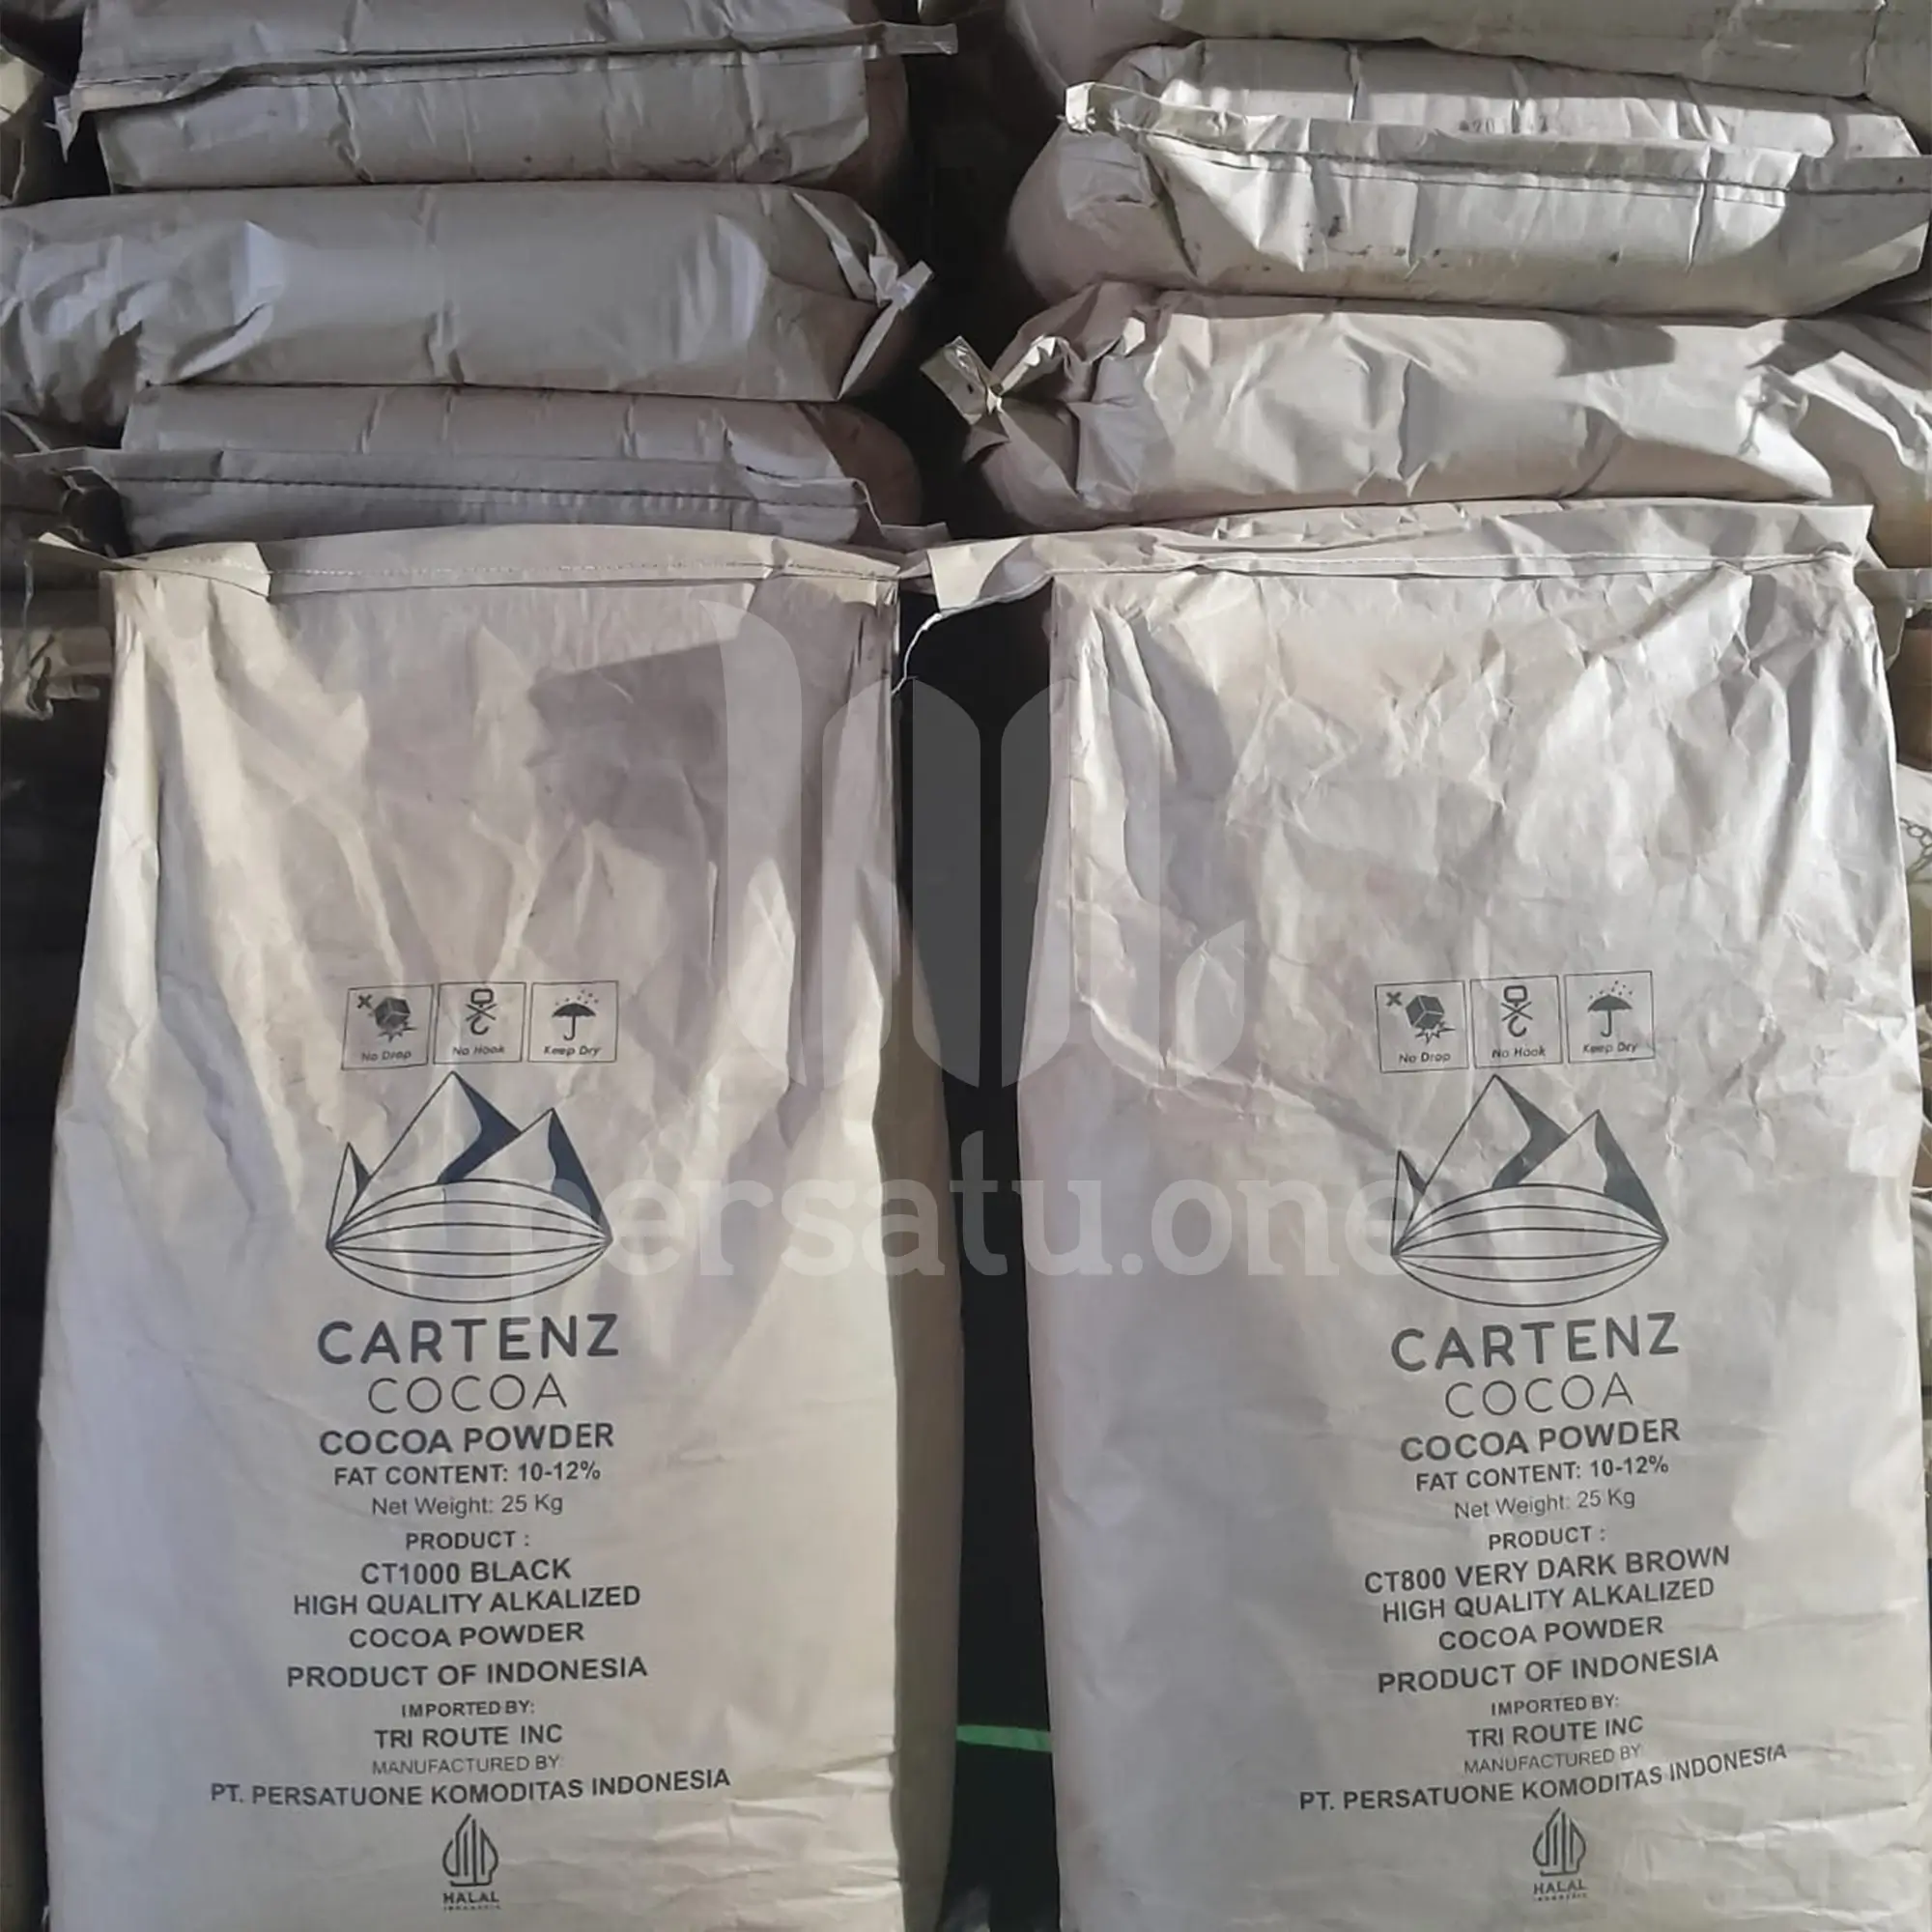 No Drop
No Hook
Keep Dry
CARTENZ
COCOA
COCOA POWDER
FAT CONTENT: 10-12%
Net Weight: 25 Kg
PRODUCT :
CT1000 BLACK
HIGH QUALITY ALKALIZED
COCOA POWDER
PRODUCT OF INDONESIA
IMPORTED BY:
TRI ROUTE INC
MANUFACTURED BY:
PT. PERSATUONE KOMODITAS INDONESIA
HALAL
INDONESIA
No Drop
No Hook
Keep Dry
CARTENZ
COCOA
COCOA POWDER
FAT CONTENT: 10-12%
Net Weight: 25 Kg
PRODUCT :
CT800 VERY DARK BROWN
HIGH QUALITY ALKALIZED
COCOA POWDER
PRODUCT OF INDONESIA
IMPORTED BY:
TRI ROUTE INC
MANUFACTURED BY:
PT. PERSATUONE KOMODITAS INDONESIA
HALAL
INDONESIA
persatu.one